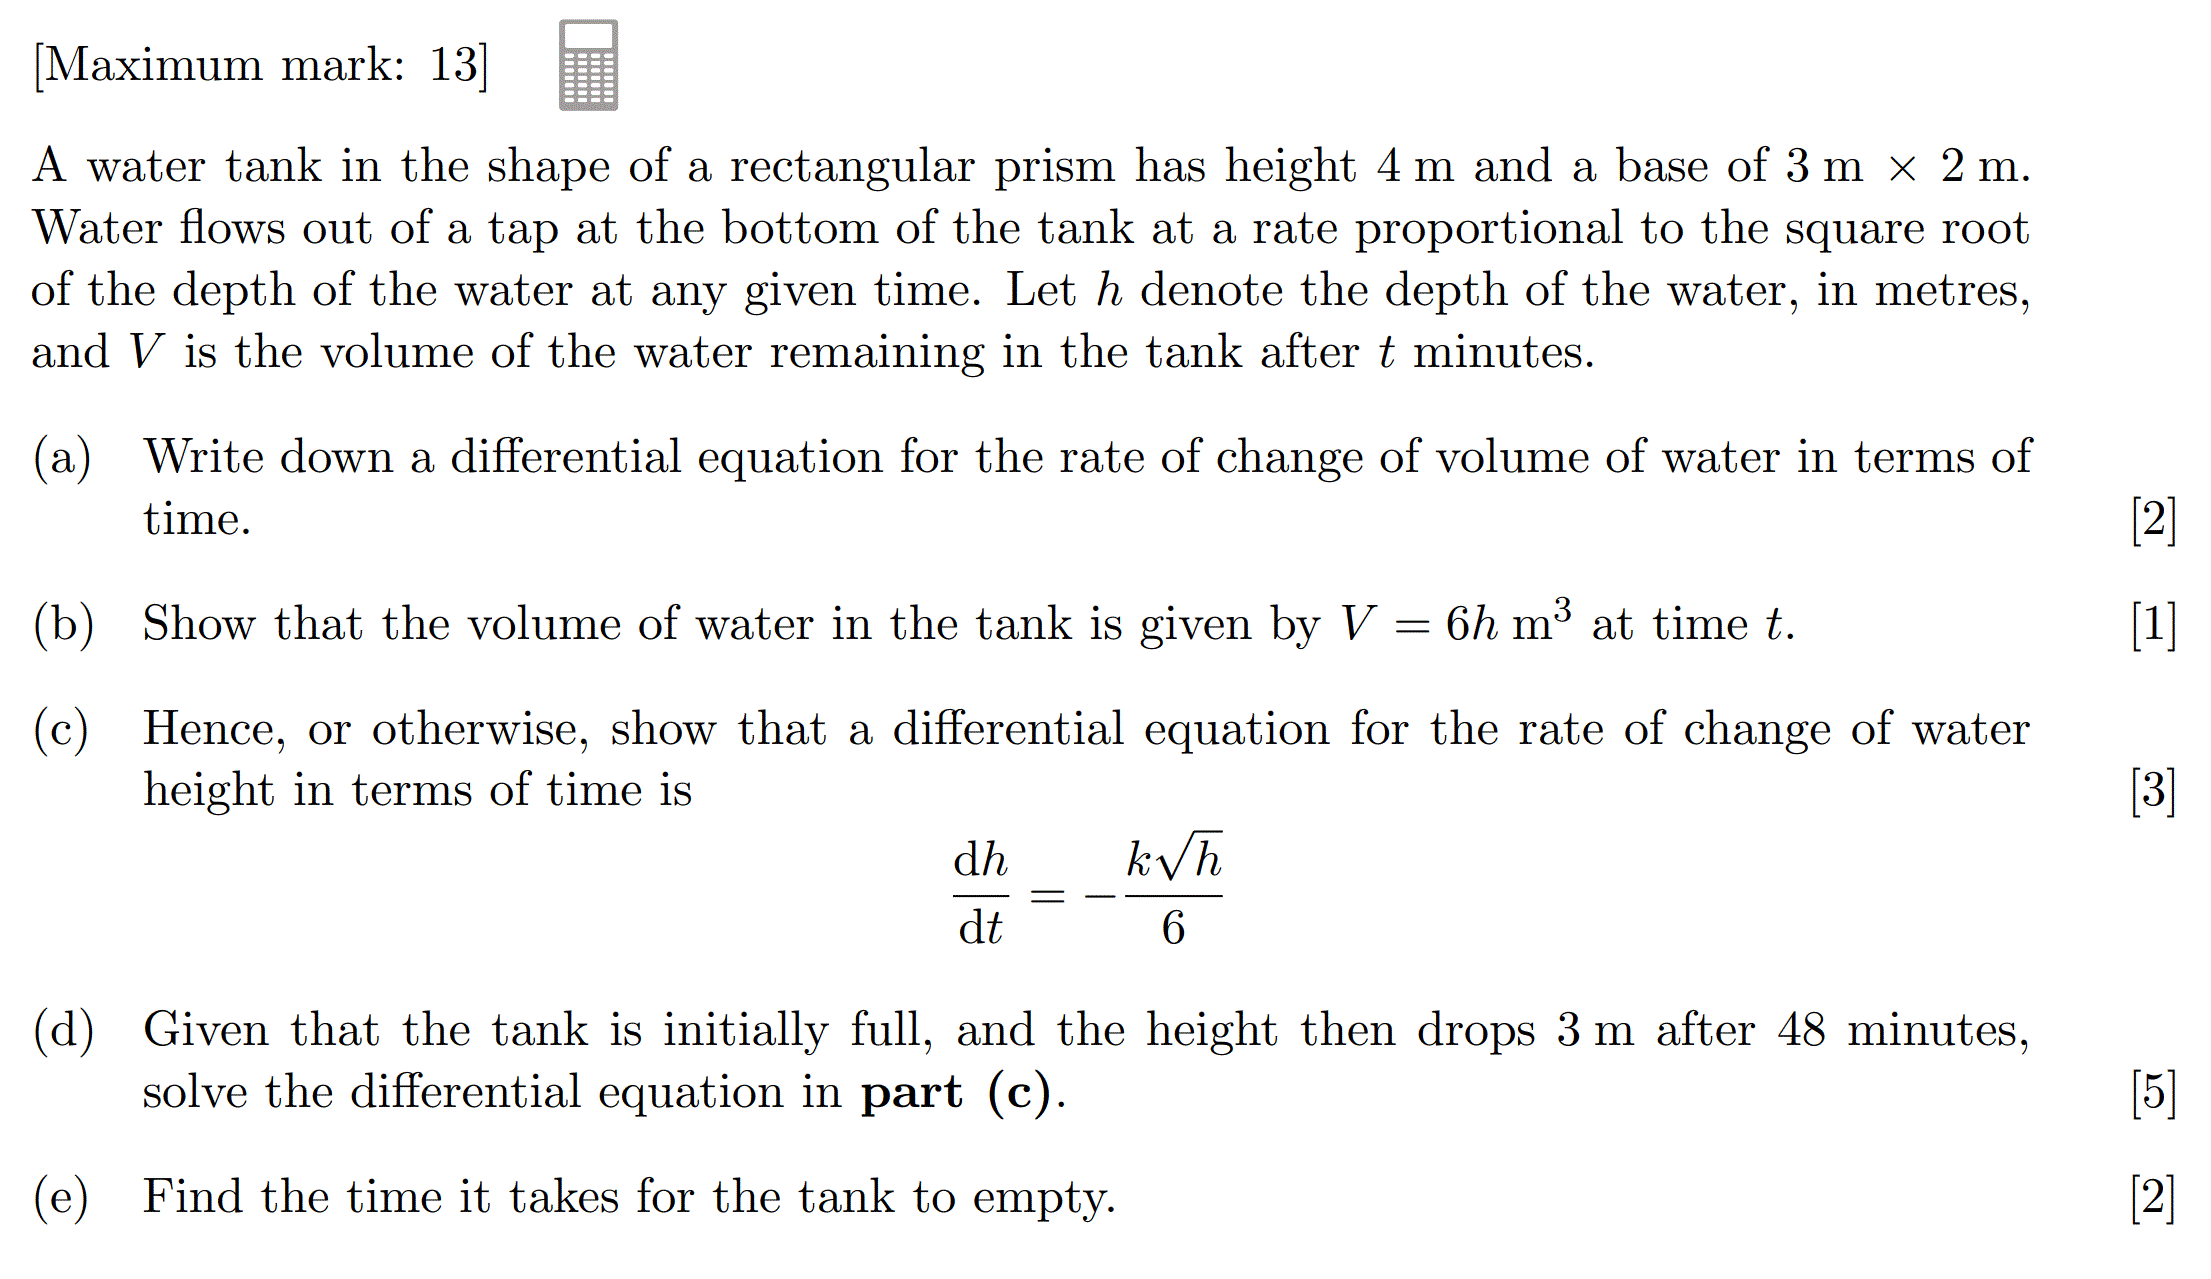 [Maximum mark: 13]
A water tank in the shape of a rectangular prism has height 4 m and a base of 3 m × 2 m.
Water flows out of a tap at the bottom of the tank at a rate proportional to the square root
of the depth of the water at any given time. Let h denote the depth of the water, in metres,
and V is the volume of the water remaining in the tank after t minutes.
(a) Write down a differential equation for the rate of change of volume of water in terms of
time. [2]
(b) Show that the volume of water in the tank is given by V = 6h m³ at time t. [1]
(c) Hence, or otherwise, show that a differential equation for the rate of change of water
height in terms of time is [3]
dh/dt = −k√h/6
(d) Given that the tank is initially full, and the height then drops 3 m after 48 minutes,
solve the differential equation in part (c). [5]
(e) Find the time it takes for the tank to empty. [2]